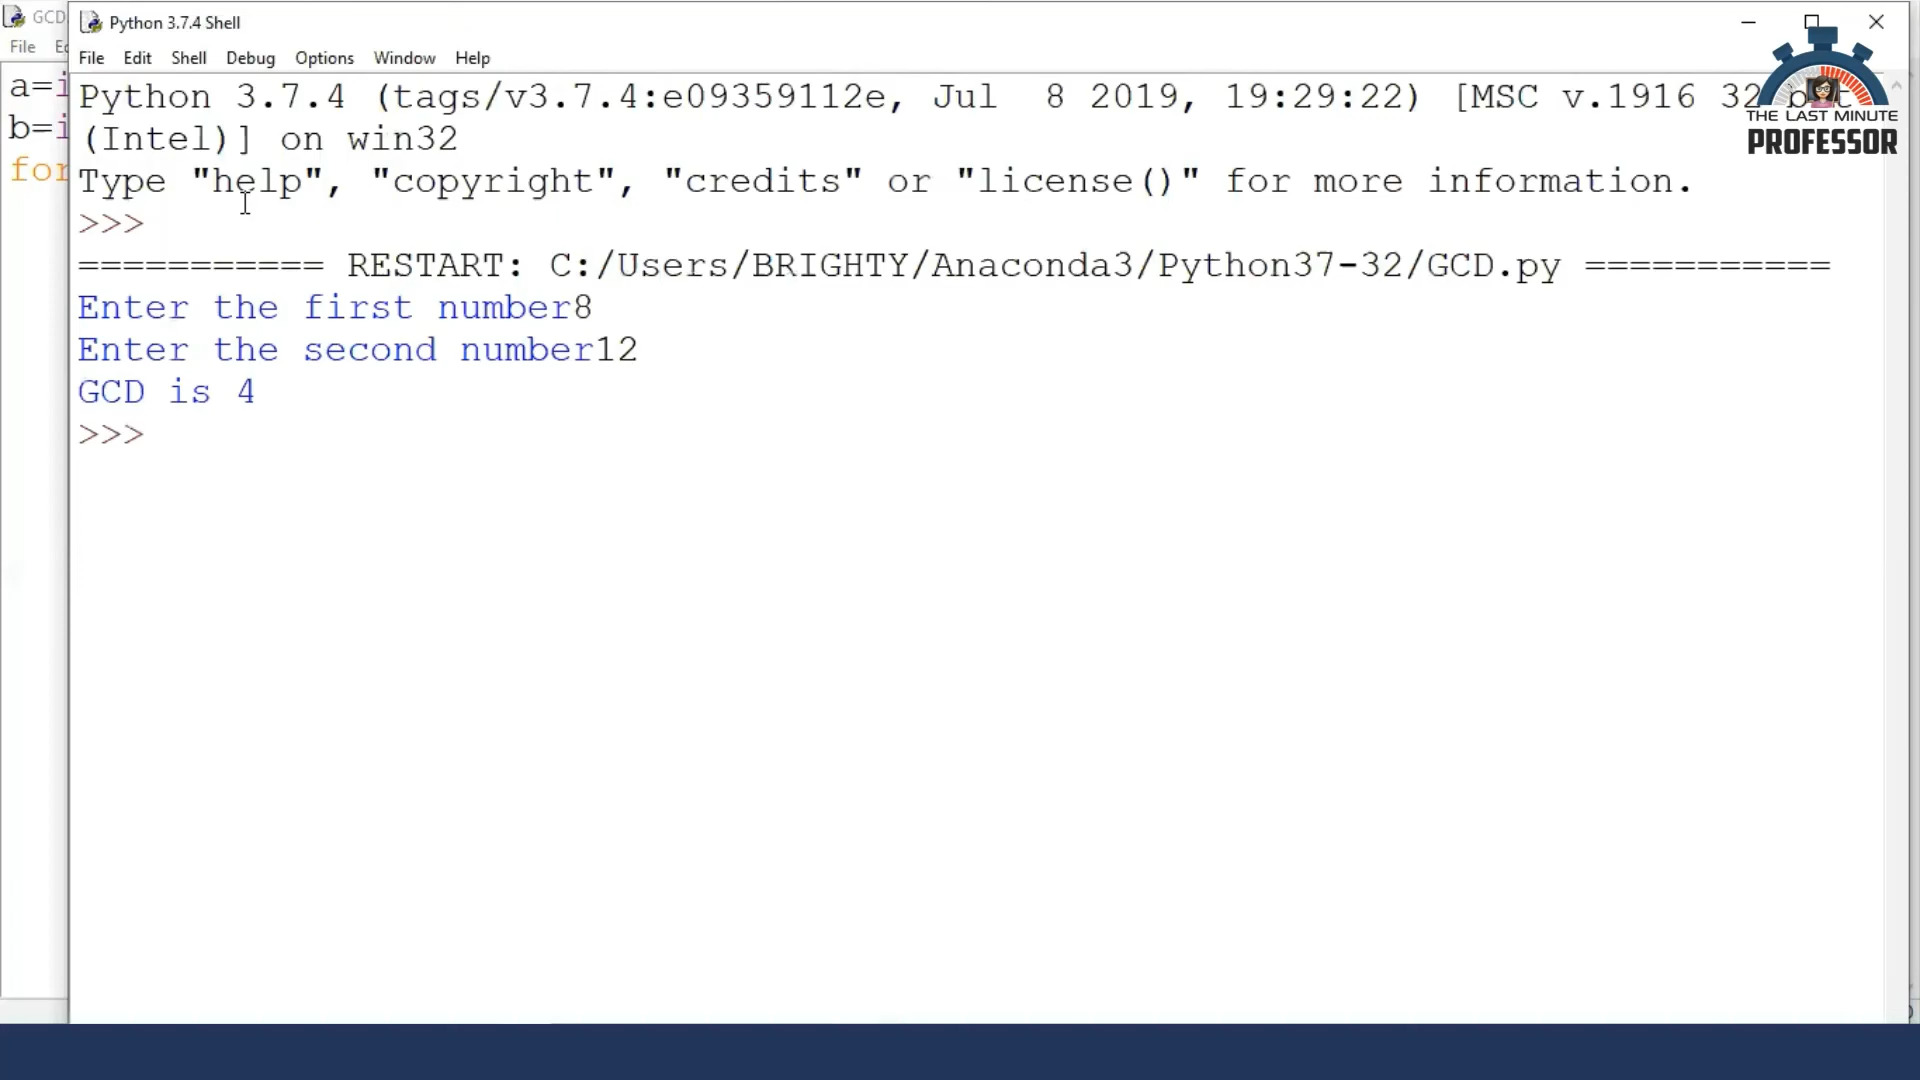 GCD
Python 3.7.4 Shell
File
File Edit Shell Debug Options Window Help
a=i
b=i
for
Python 3.7.4 (tags/v3.7.4:e09359112e, Jul  8 2019, 19:29:22) [MSC v.1916 32 bit
(Intel)] on win32
Type "help", "copyright", "credits" or "license()" for more information.
>>>
=========== RESTART: C:/Users/BRIGHTY/Anaconda3/Python37-32/GCD.py ===========
Enter the first number8
Enter the second number12
GCD is 4
>>>
THE LAST MINUTE
PROFESSOR